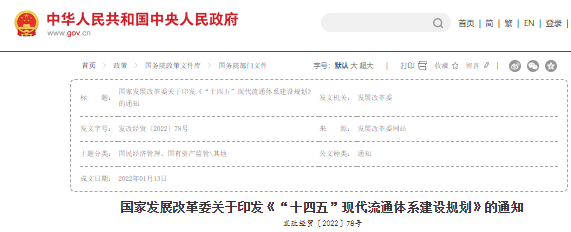 中华人民共和国中央人民政府
www.gov.cn
首页 | 简 | 繁 | EN | 登录
首页 > 政策 > 国务院政策文件库 > 国务院部门文件
字号：默认 大 超大 | 打印 收藏 留言
标 题： 国家发展改革委关于印发《“十四五”现代流通体系建设规划》的通知
发文机关： 发展改革委
发文字号： 发改经贸〔2022〕78号
来 源： 发展改革委网站
主题分类： 国民经济管理、国有资产监管\其他
公文种类： 通知
成文日期： 2022年01月13日
国家发展改革委关于印发《“十四五”现代流通体系建设规划》的通知
发改经贸〔2022〕78号